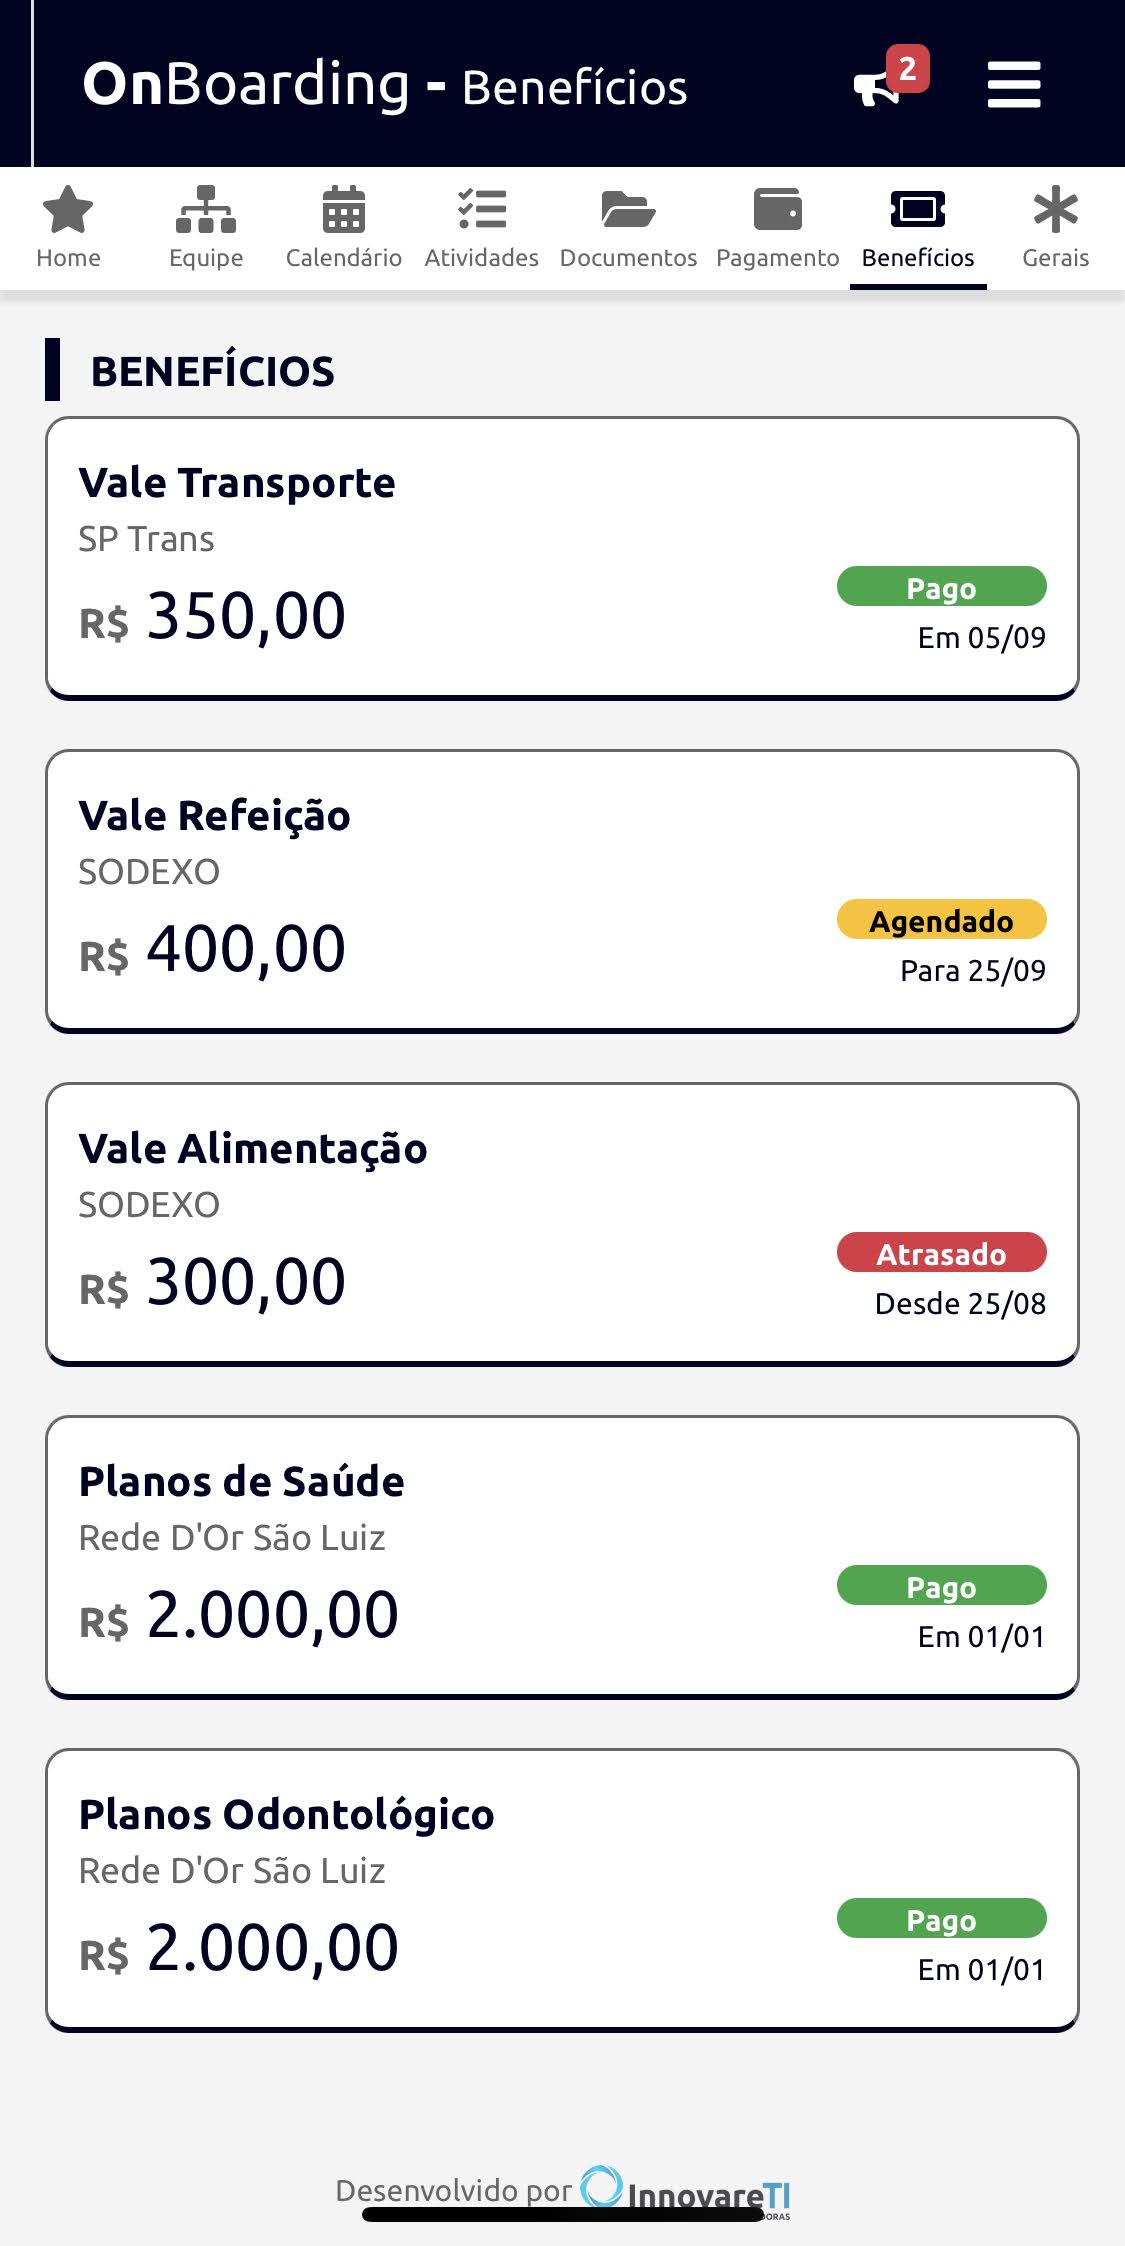 OnBoarding - Benefícios
2
Home
Equipe
Calendário
Atividades
Documentos
Pagamento
Benefícios
Gerais
BENEFÍCIOS
Vale Transporte
SP Trans
R$ 350,00
Pago
Em 05/09
Vale Refeição
SODEXO
R$ 400,00
Agendado
Para 25/09
Vale Alimentação
SODEXO
R$ 300,00
Atrasado
Desde 25/08
Planos de Saúde
Rede D'Or São Luiz
R$ 2.000,00
Pago
Em 01/01
Planos Odontológico
Rede D'Or São Luiz
R$ 2.000,00
Pago
Em 01/01
Desenvolvido por InnovareTI